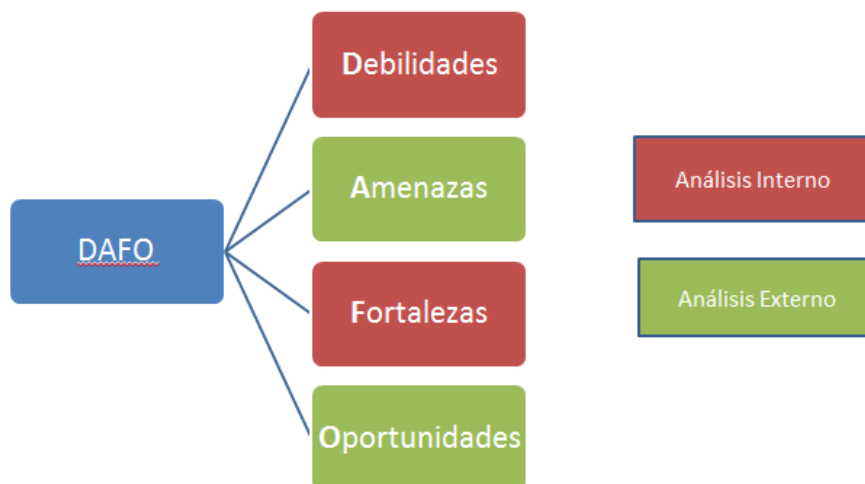 Debilidades
Amenazas
Análisis Interno
DAFO
Análisis Externo
Fortalezas
Oportunidades